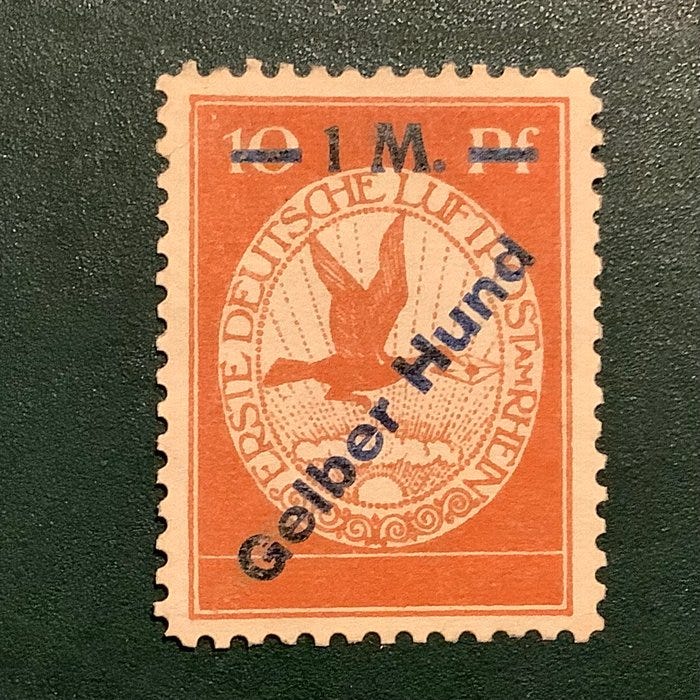 10 1 M. Pf
ERSTE DEUTSCHE LUFTPOST AM RHEIN
Gelber Hund